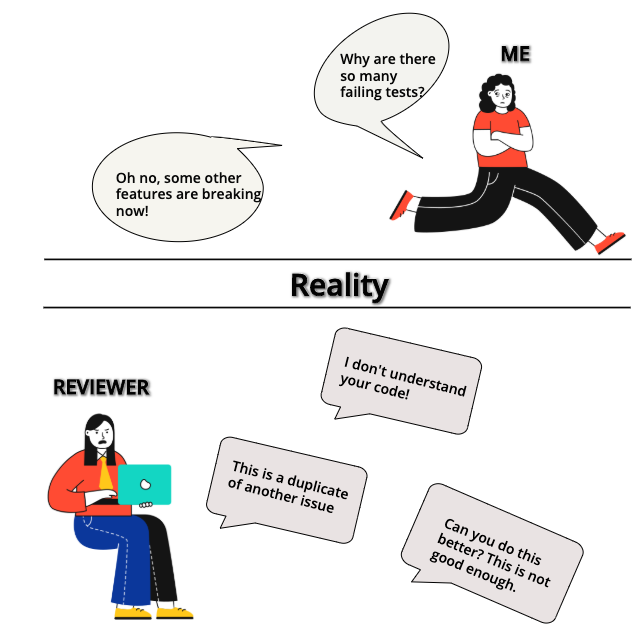 ME
Why are there
so many
failing tests?
Oh no, some other
features are breaking
now!
Reality
I don't understand
your code!
REVIEWER
This is a duplicate
of another issue
Can you do this
better? This is not
good enough.